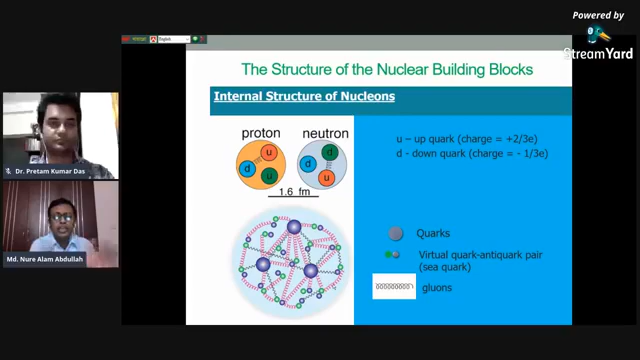 Powered by
StreamYard
English
The Structure of the Nuclear Building Blocks
Internal Structure of Nucleons
proton neutron
u
d
u
d
d
u
1.6 fm
u – up quark (charge = +2/3e)
d - down quark (charge = - 1/3e)
Quarks
Virtual quark-antiquark pair
(sea quark)
gluons
Dr. Pretam Kumar Das
Md. Nure Alam Abdullah